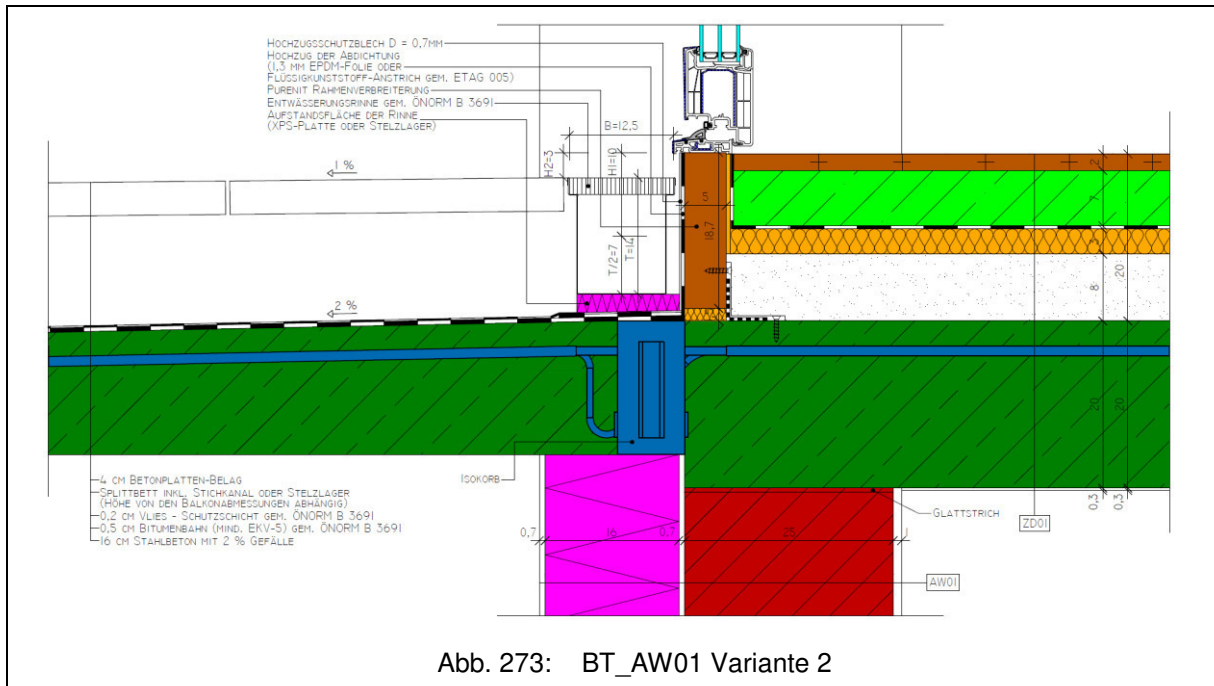 HOCHZUGSSCHUTZBLECH D = 0,7MM
HOCHZUG DER ABDICHTUNG
(1,3 MM EPDM-FOLIE ODER
FLÜSSIGKUNSTSTOFF-ANSTRICH GEM. ETAG 005)
PURENIT RAHMENVERBREITERUNG
ENTWÄSSERUNGSRINNE GEM. ÖNORM B 3691
AUFSTANDSFLÄCHE DER RINNE
(XPS-PLATTE ODER STELZLAGER)
B=12,5
H2=3
H1=10
1 %
5
18,7
T/2=7
T=14
2 %
2
7
3
8
20
20
20
0,3
0,3
ISOKORB
4 CM BETONPLATTEN-BELAG
SPLITTBETT INKL. STICHKANAL ODER STELZLAGER
(HÖHE VON DEN BALKONABMESSUNGEN ABHÄNGIG)
0,2 CM VLIES - SCHUTZSCHICHT GEM. ÖNORM B 3691
0,5 CM BITUMENBAHN (MIND. EKV-5) GEM. ÖNORM B 3691
16 CM STAHLBETON MIT 2 % GEFÄLLE
GLATTSTRICH
ZD01
0,7
16
0,7
25
1
AW01
Abb. 273: BT_AW01 Variante 2